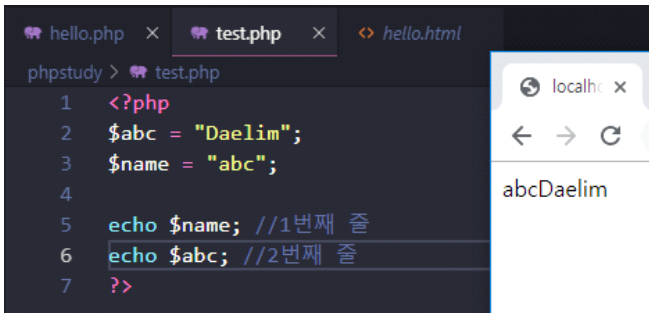 hello.php × test.php × <> hello.html
phpstudy > test.php
1 <?php
2 $abc = "Daelim";
3 $name = "abc";
4
5 echo $name; //1번째 줄
6 echo $abc; //2번째 줄
7 ?>
localho ×
abcDaelim